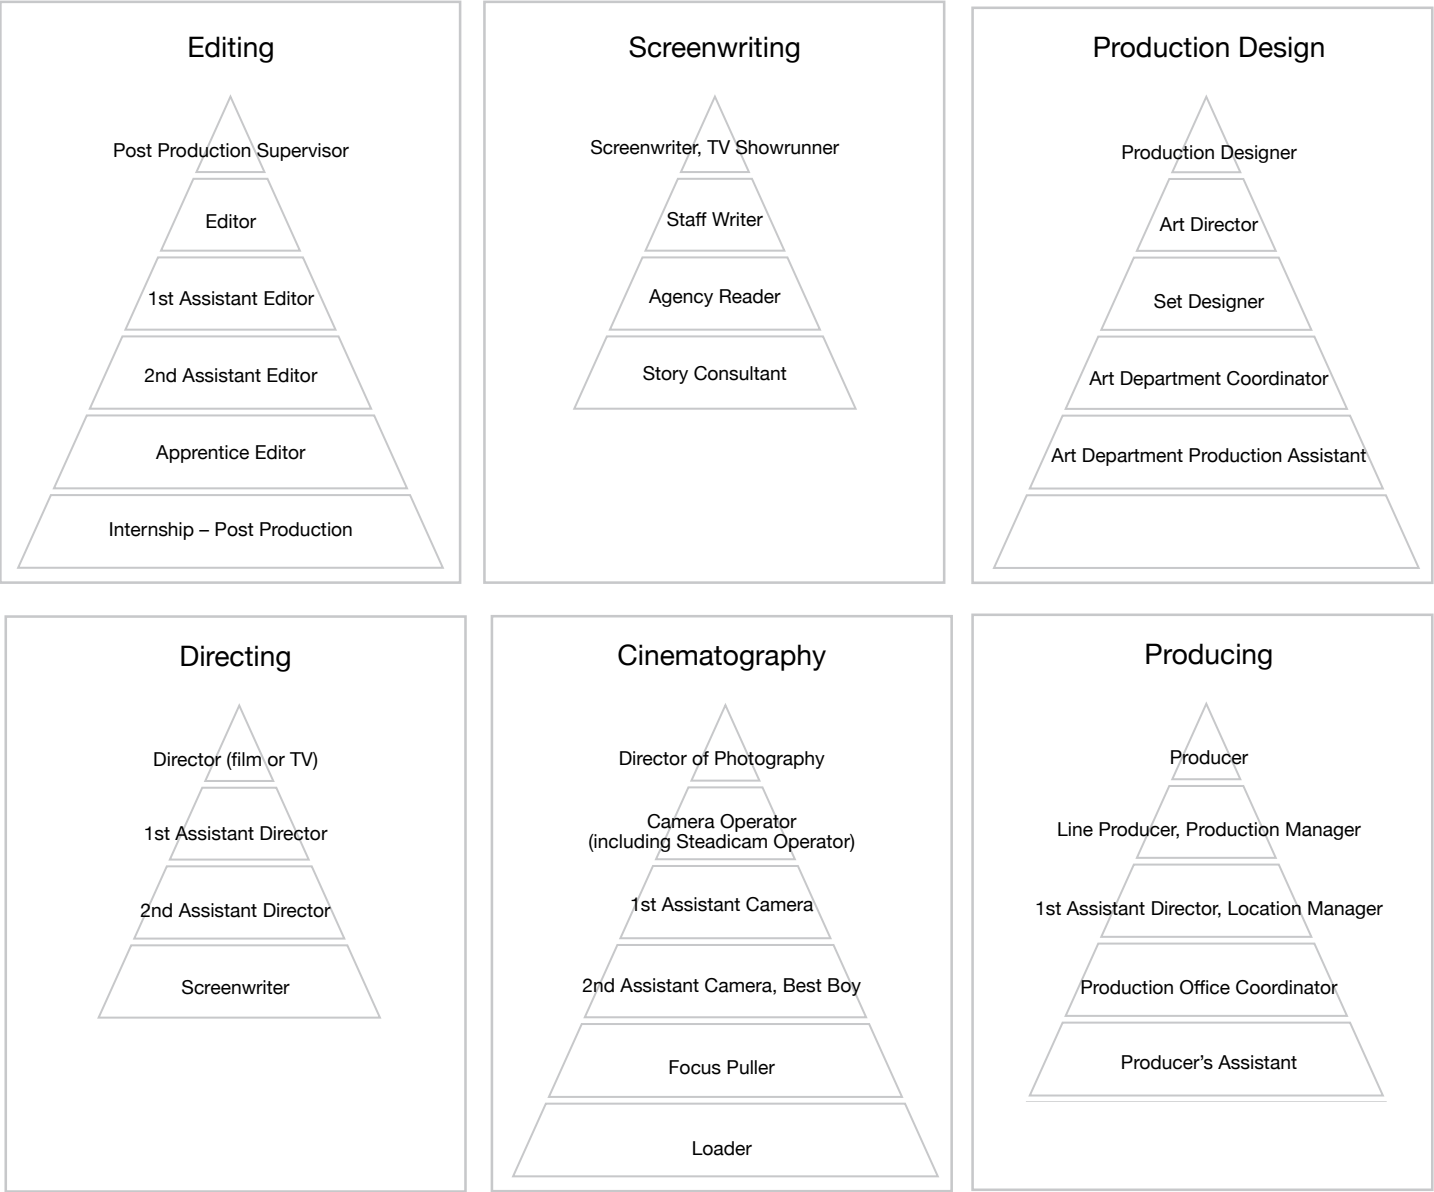 Editing
Post Production Supervisor
Editor
1st Assistant Editor
2nd Assistant Editor
Apprentice Editor
Internship – Post Production
Screenwriting
Screenwriter, TV Showrunner
Staff Writer
Agency Reader
Story Consultant
Production Design
Production Designer
Art Director
Set Designer
Art Department Coordinator
Art Department Production Assistant
Directing
Director (film or TV)
1st Assistant Director
2nd Assistant Director
Screenwriter
Cinematography
Director of Photography
Camera Operator
(including Steadicam Operator)
1st Assistant Camera
2nd Assistant Camera, Best Boy
Focus Puller
Loader
Producing
Producer
Line Producer, Production Manager
1st Assistant Director, Location Manager
Production Office Coordinator
Producer’s Assistant